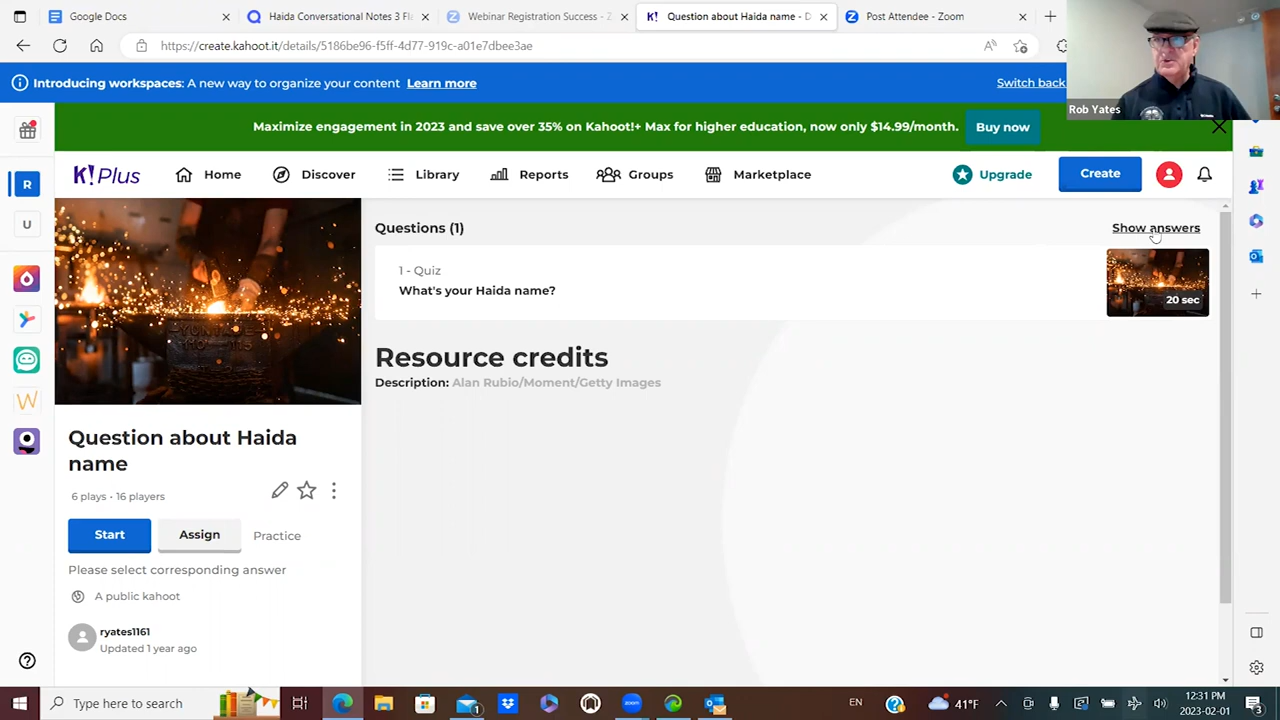 Google Docs
Haida Conversational Notes 3 Fl
Webinar Registration Success - Z
K! Question about Haida name - D
Post Attendee - Zoom
https://create.kahoot.it/details/5186be96-f5ff-4d77-919c-a01e7dbee3ae
Introducing workspaces: A new way to organize your content Learn more
Switch back
Rob Yates
Maximize engagement in 2023 and save over 35% on Kahoot!+ Max for higher education, now only $14.99/month.
Buy now
K!Plus
Home
Discover
Library
Reports
Groups
Marketplace
Upgrade
Create
R
U
Questions (1)
Show answers
1 - Quiz
What's your Haida name?
20 sec
Resource credits
Description: Alan Rubio/Moment/Getty Images
Question about Haida
name
6 plays · 16 players
Start
Assign
Practice
Please select corresponding answer
A public kahoot
ryates1161
Updated 1 year ago
Type here to search
EN
41°F
12:31 PM
2023-02-01